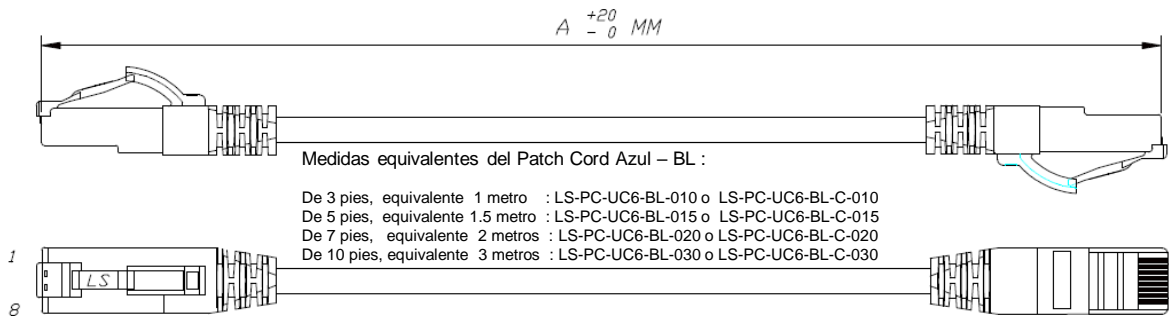 A +20 - 0 MM
Medidas equivalentes del Patch Cord Azul – BL :
De 3 pies, equivalente 1 metro : LS-PC-UC6-BL-010 o LS-PC-UC6-BL-C-010
De 5 pies, equivalente 1.5 metro : LS-PC-UC6-BL-015 o LS-PC-UC6-BL-C-015
De 7 pies, equivalente 2 metros : LS-PC-UC6-BL-020 o LS-PC-UC6-BL-C-020
De 10 pies, equivalente 3 metros : LS-PC-UC6-BL-030 o LS-PC-UC6-BL-C-030
1
LS
8